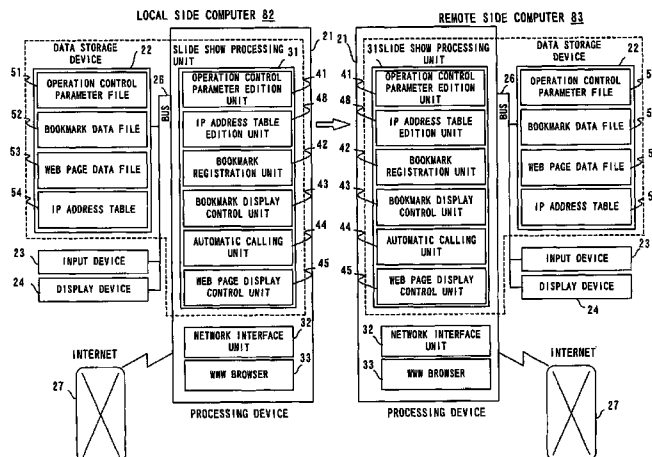 LOCAL SIDE COMPUTER 82
REMOTE SIDE COMPUTER 83
DATA STORAGE
DEVICE 22
51
OPERATION CONTROL
PARAMETER FILE
52
BOOKMARK DATA FILE
53
WEB PAGE DATA FILE
54
IP ADDRESS TABLE
23
INPUT DEVICE
24
DISPLAY DEVICE
26
BUS
21
SLIDE SHOW PROCESSING
UNIT 31
OPERATION CONTROL
PARAMETER EDITION
UNIT
41
IP ADDRESS TABLE
EDITION UNIT
48
BOOKMARK
REGISTRATION UNIT
42
BOOKMARK DISPLAY
CONTROL UNIT
43
AUTOMATIC CALLING
UNIT
44
WEB PAGE DISPLAY
CONTROL UNIT
45
NETWORK INTERFACE
UNIT
32
WWW BROWSER
33
PROCESSING DEVICE
INTERNET
27
21
31 SLIDE SHOW PROCESSING
UNIT
41
OPERATION CONTROL
PARAMETER EDITION
UNIT
48
IP ADDRESS TABLE
EDITION UNIT
42
BOOKMARK
REGISTRATION UNIT
43
BOOKMARK DISPLAY
CONTROL UNIT
44
AUTOMATIC CALLING
UNIT
45
WEB PAGE DISPLAY
CONTROL UNIT
32
NETWORK INTERFACE
UNIT
33
WWW BROWSER
PROCESSING DEVICE
26
BUS
DATA STORAGE
DEVICE 22
OPERATION CONTROL
PARAMETER FILE
BOOKMARK DATA FILE
WEB PAGE DATA FILE
IP ADDRESS TABLE
INPUT DEVICE
23
DISPLAY DEVICE
24
INTERNET
27